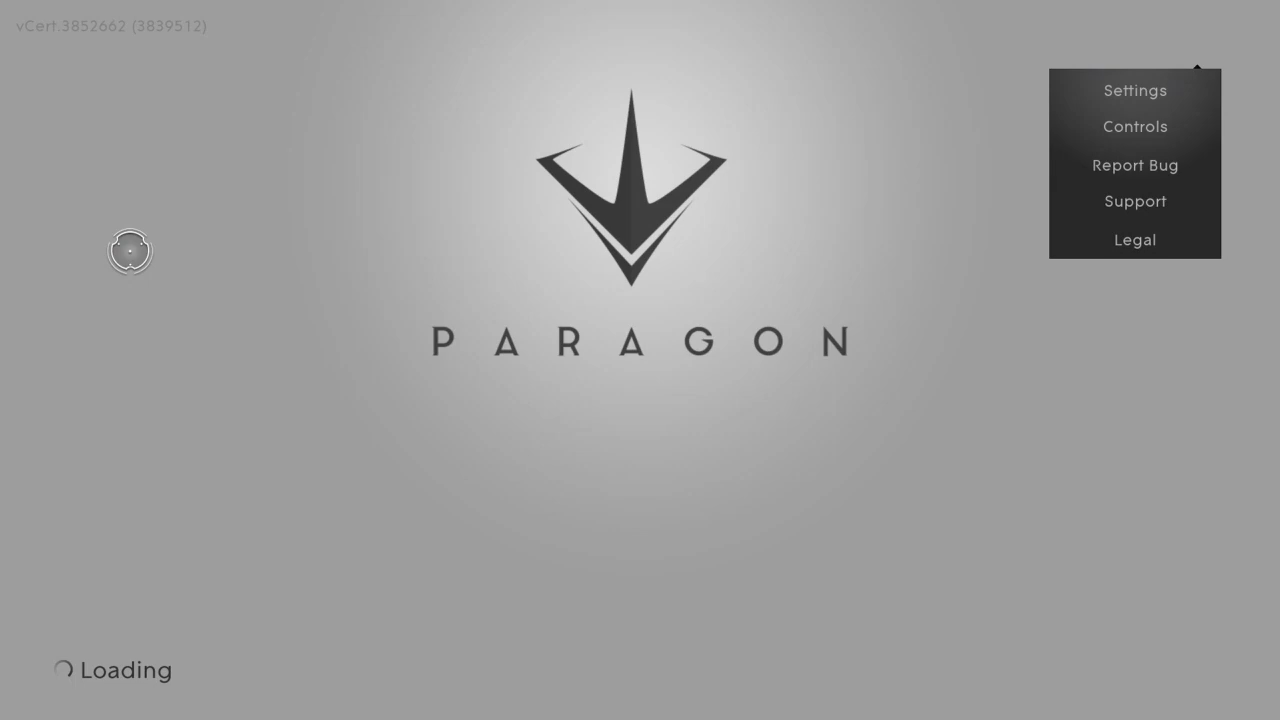 vCert.3852662 (3839512)
Settings
Controls
Report Bug
Support
Legal
PARAGON
Loading